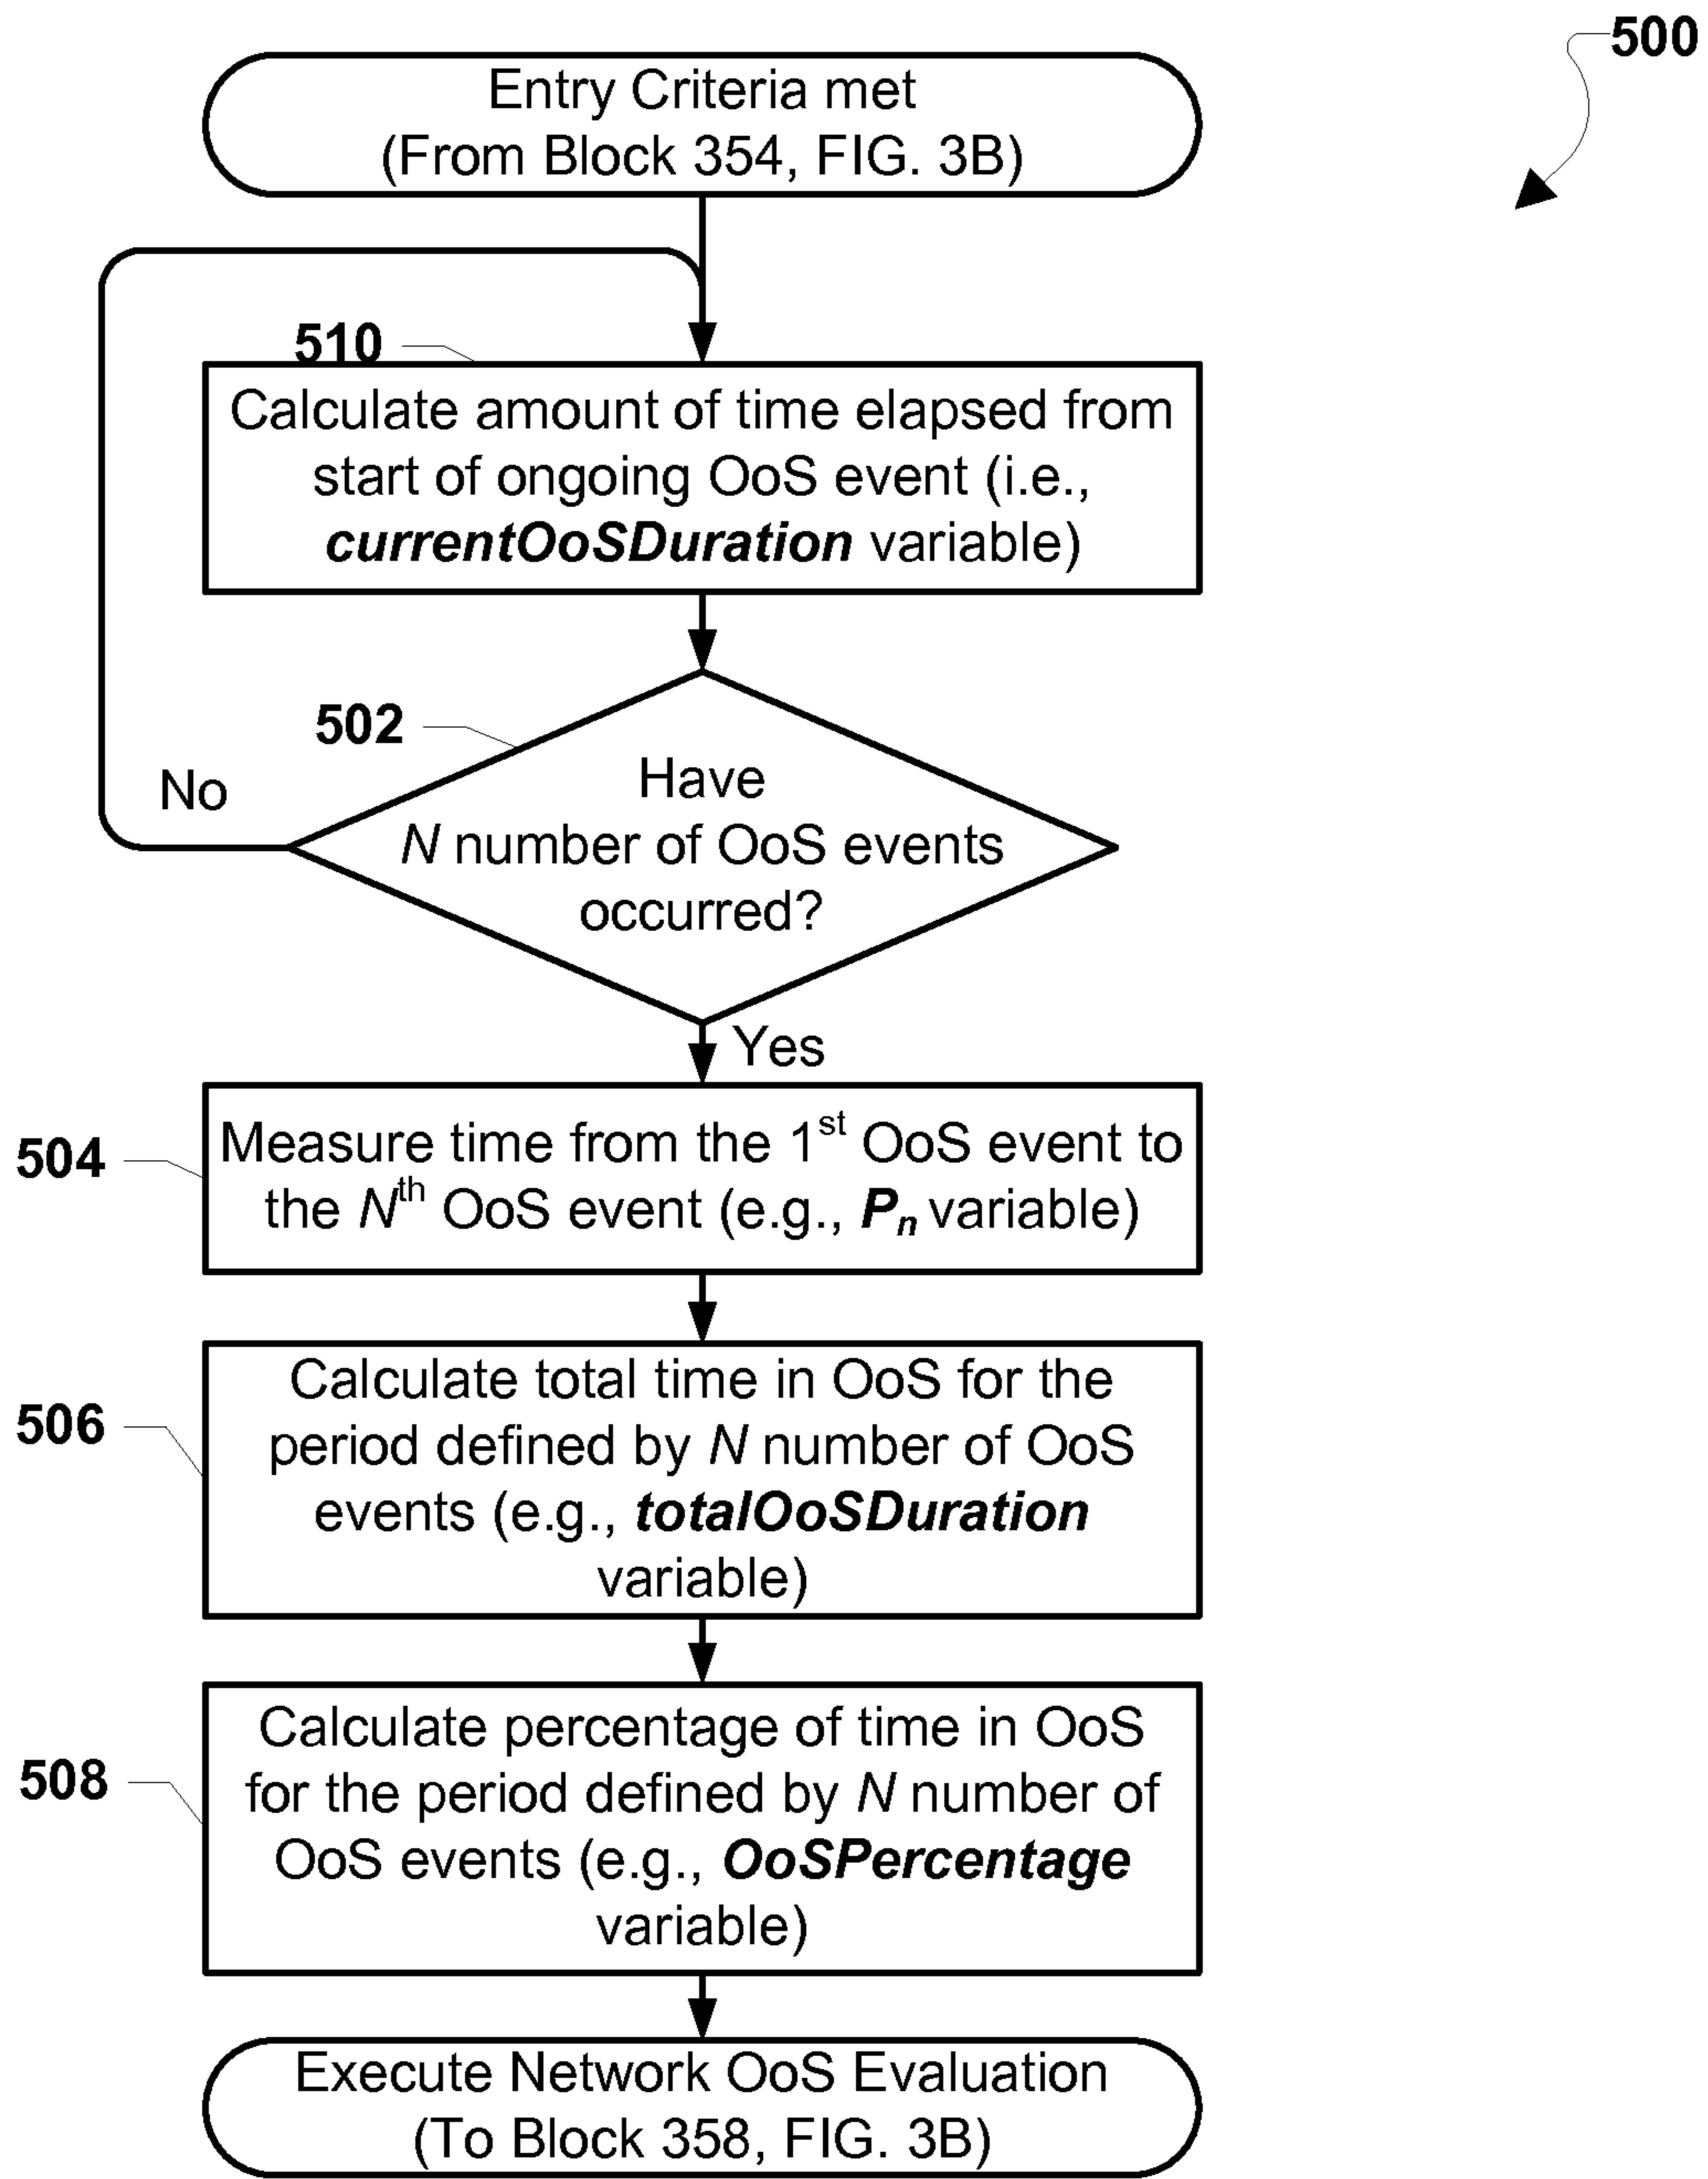 500
Entry Criteria met
(From Block 354, FIG. 3B)
510
Calculate amount of time elapsed from
start of ongoing OoS event (i.e.,
currentOoSDuration variable)
502
Have
N number of OoS events
occurred?
No
Yes
504
Measure time from the 1st OoS event to
the Nth OoS event (e.g., Pn variable)
506
Calculate total time in OoS for the
period defined by N number of OoS
events (e.g., totalOoSDuration
variable)
508
Calculate percentage of time in OoS
for the period defined by N number of
OoS events (e.g., OoSPercentage
variable)
Execute Network OoS Evaluation
(To Block 358, FIG. 3B)